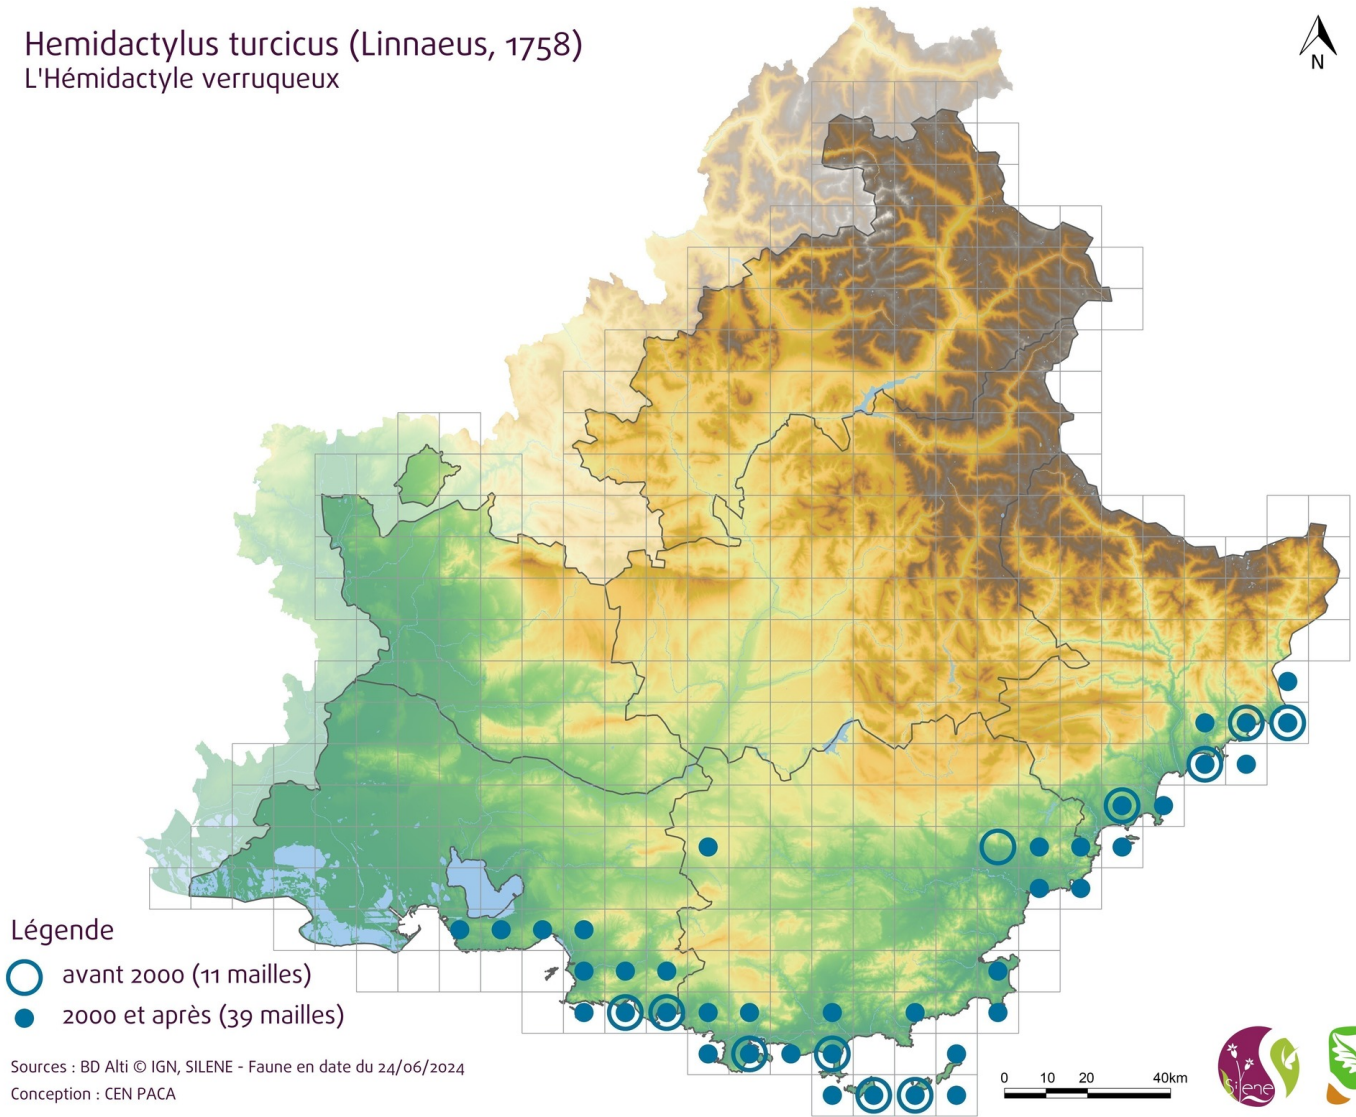 Hemidactylus turcicus (Linnaeus, 1758)
L'Hémidactyle verruqueux
N
Légende
avant 2000 (11 mailles)
2000 et après (39 mailles)
Sources : BD Alti © IGN, SILENE - Faune en date du 24/06/2024
Conception : CEN PACA
0 10 20 40km
Silene